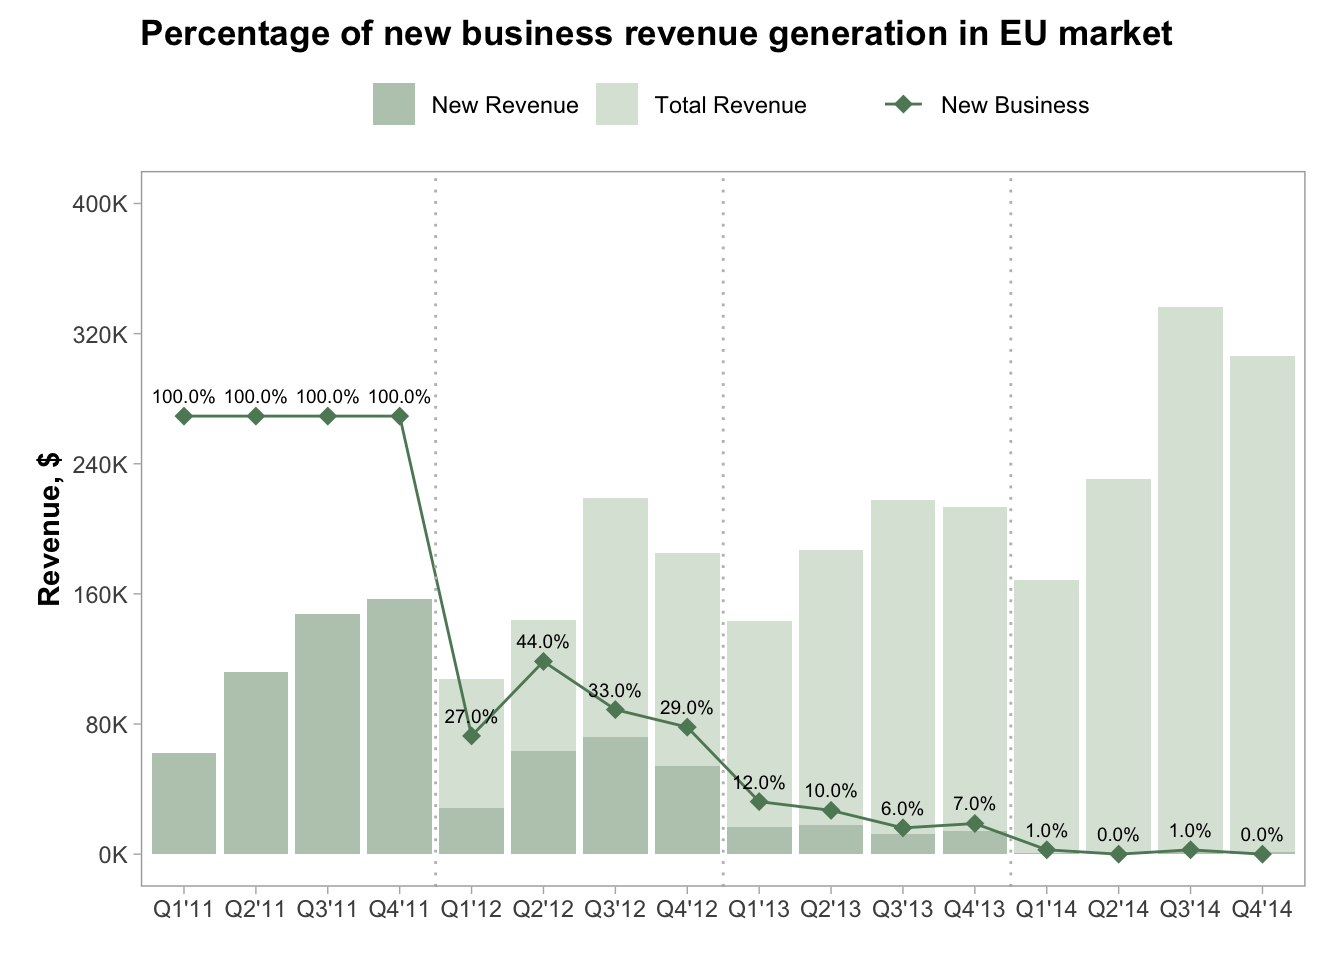 Percentage of new business revenue generation in EU market
New Revenue Total Revenue New Business
Revenue, $
400K
320K
240K
160K
80K
0K
100.0% 100.0% 100.0% 100.0%
27.0%
44.0%
33.0%
29.0%
12.0%
10.0%
6.0%
7.0%
1.0%
0.0%
1.0%
0.0%
Q1'11 Q2'11 Q3'11 Q4'11 Q1'12 Q2'12 Q3'12 Q4'12 Q1'13 Q2'13 Q3'13 Q4'13 Q1'14 Q2'14 Q3'14 Q4'14